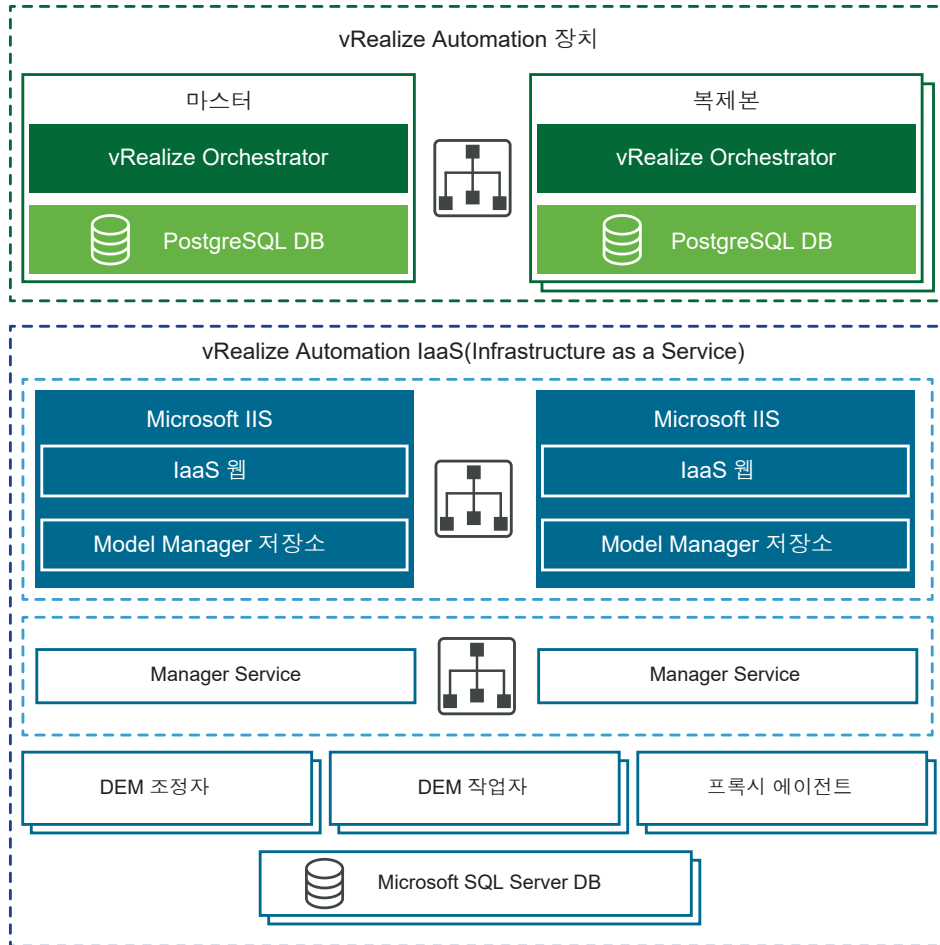 vRealize Automation 장치
마스터
복제본
vRealize Orchestrator
vRealize Orchestrator
PostgreSQL DB
PostgreSQL DB
vRealize Automation IaaS(Infrastructure as a Service)
Microsoft IIS
Microsoft IIS
IaaS 웹
IaaS 웹
Model Manager 저장소
Model Manager 저장소
Manager Service
Manager Service
DEM 조정자
DEM 작업자
프록시 에이전트
Microsoft SQL Server DB